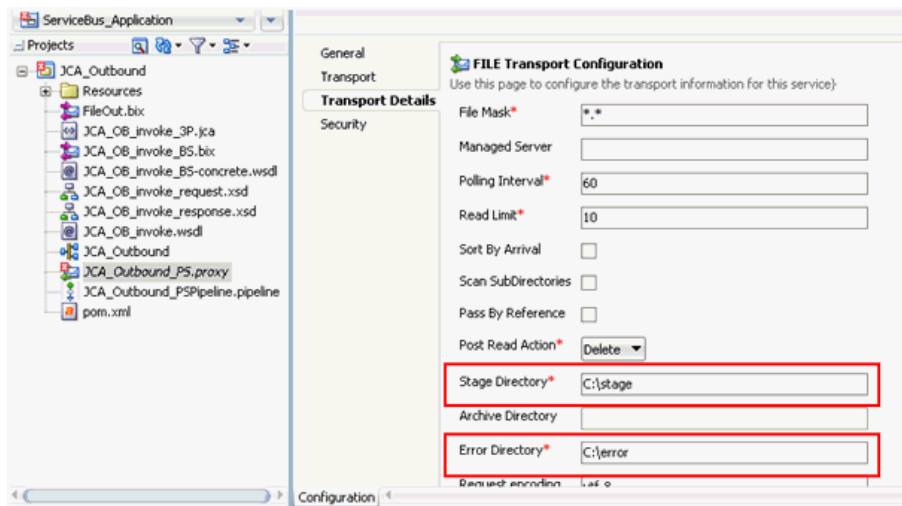 ServiceBus_Application
Projects
JCA_Outbound
Resources
FileOut.bix
JCA_OB_invoke_3P.jca
JCA_OB_invoke_BS.bix
JCA_OB_invoke_BS-concrete.wsdl
JCA_OB_invoke_request.xsd
JCA_OB_invoke_response.xsd
JCA_OB_invoke.wsdl
JCA_Outbound
JCA_Outbound_PS.proxy
JCA_Outbound_PSPipeline.pipeline
pom.xml
General
Transport
Transport Details
Security
FILE Transport Configuration
Use this page to configure the transport information for this service}
File Mask* *.*
Managed Server
Polling Interval* 60
Read Limit* 10
Sort By Arrival
Scan SubDirectories
Pass By Reference
Post Read Action* Delete
Stage Directory* C:\stage
Archive Directory
Error Directory* C:\error
Request encoding utf-8
Configuration